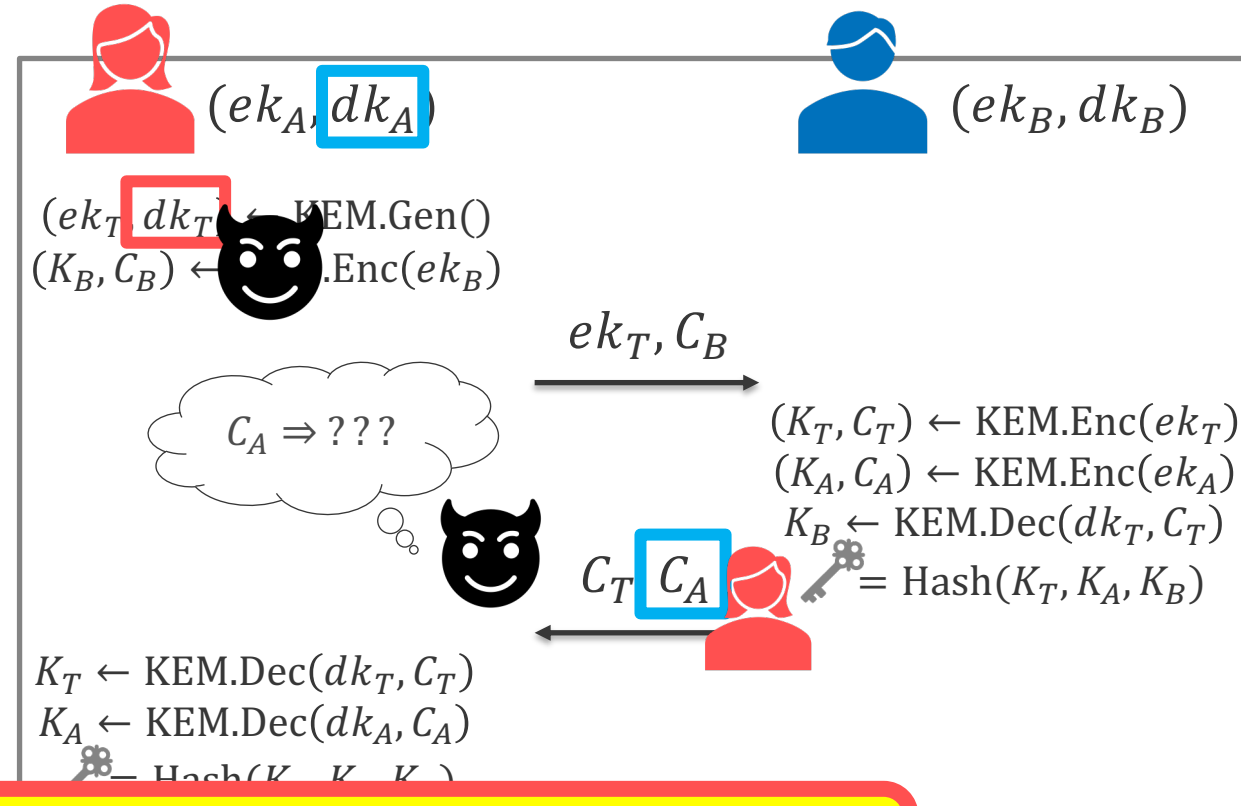 (ek_A, dk_A)
(ek_B, dk_B)
(ek_T, dk_T) ← KEM.Gen()
(K_B, C_B) ← .Enc(ek_B)
ek_T, C_B
C_A ⇒ ???
(K_T, C_T) ← KEM.Enc(ek_T)
(K_A, C_A) ← KEM.Enc(ek_A)
K_B ← KEM.Dec(dk_T, C_T)
= Hash(K_T, K_A, K_B)
C_T C_A
K_T ← KEM.Dec(dk_T, C_T)
K_A ← KEM.Dec(dk_A, C_A)
= Hash(K K K )